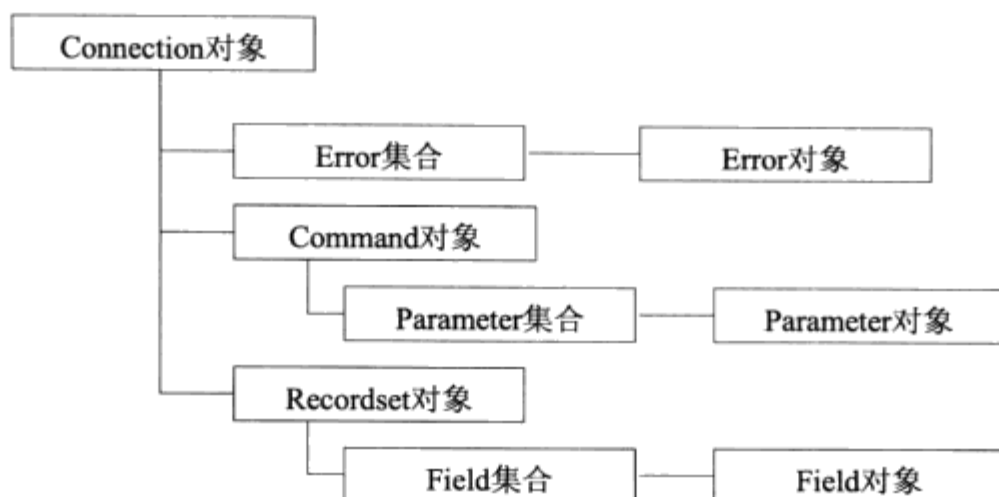 Connection对象
Error集合
Error对象
Command对象
Parameter集合
Parameter对象
Recordset对象
Field集合
Field对象